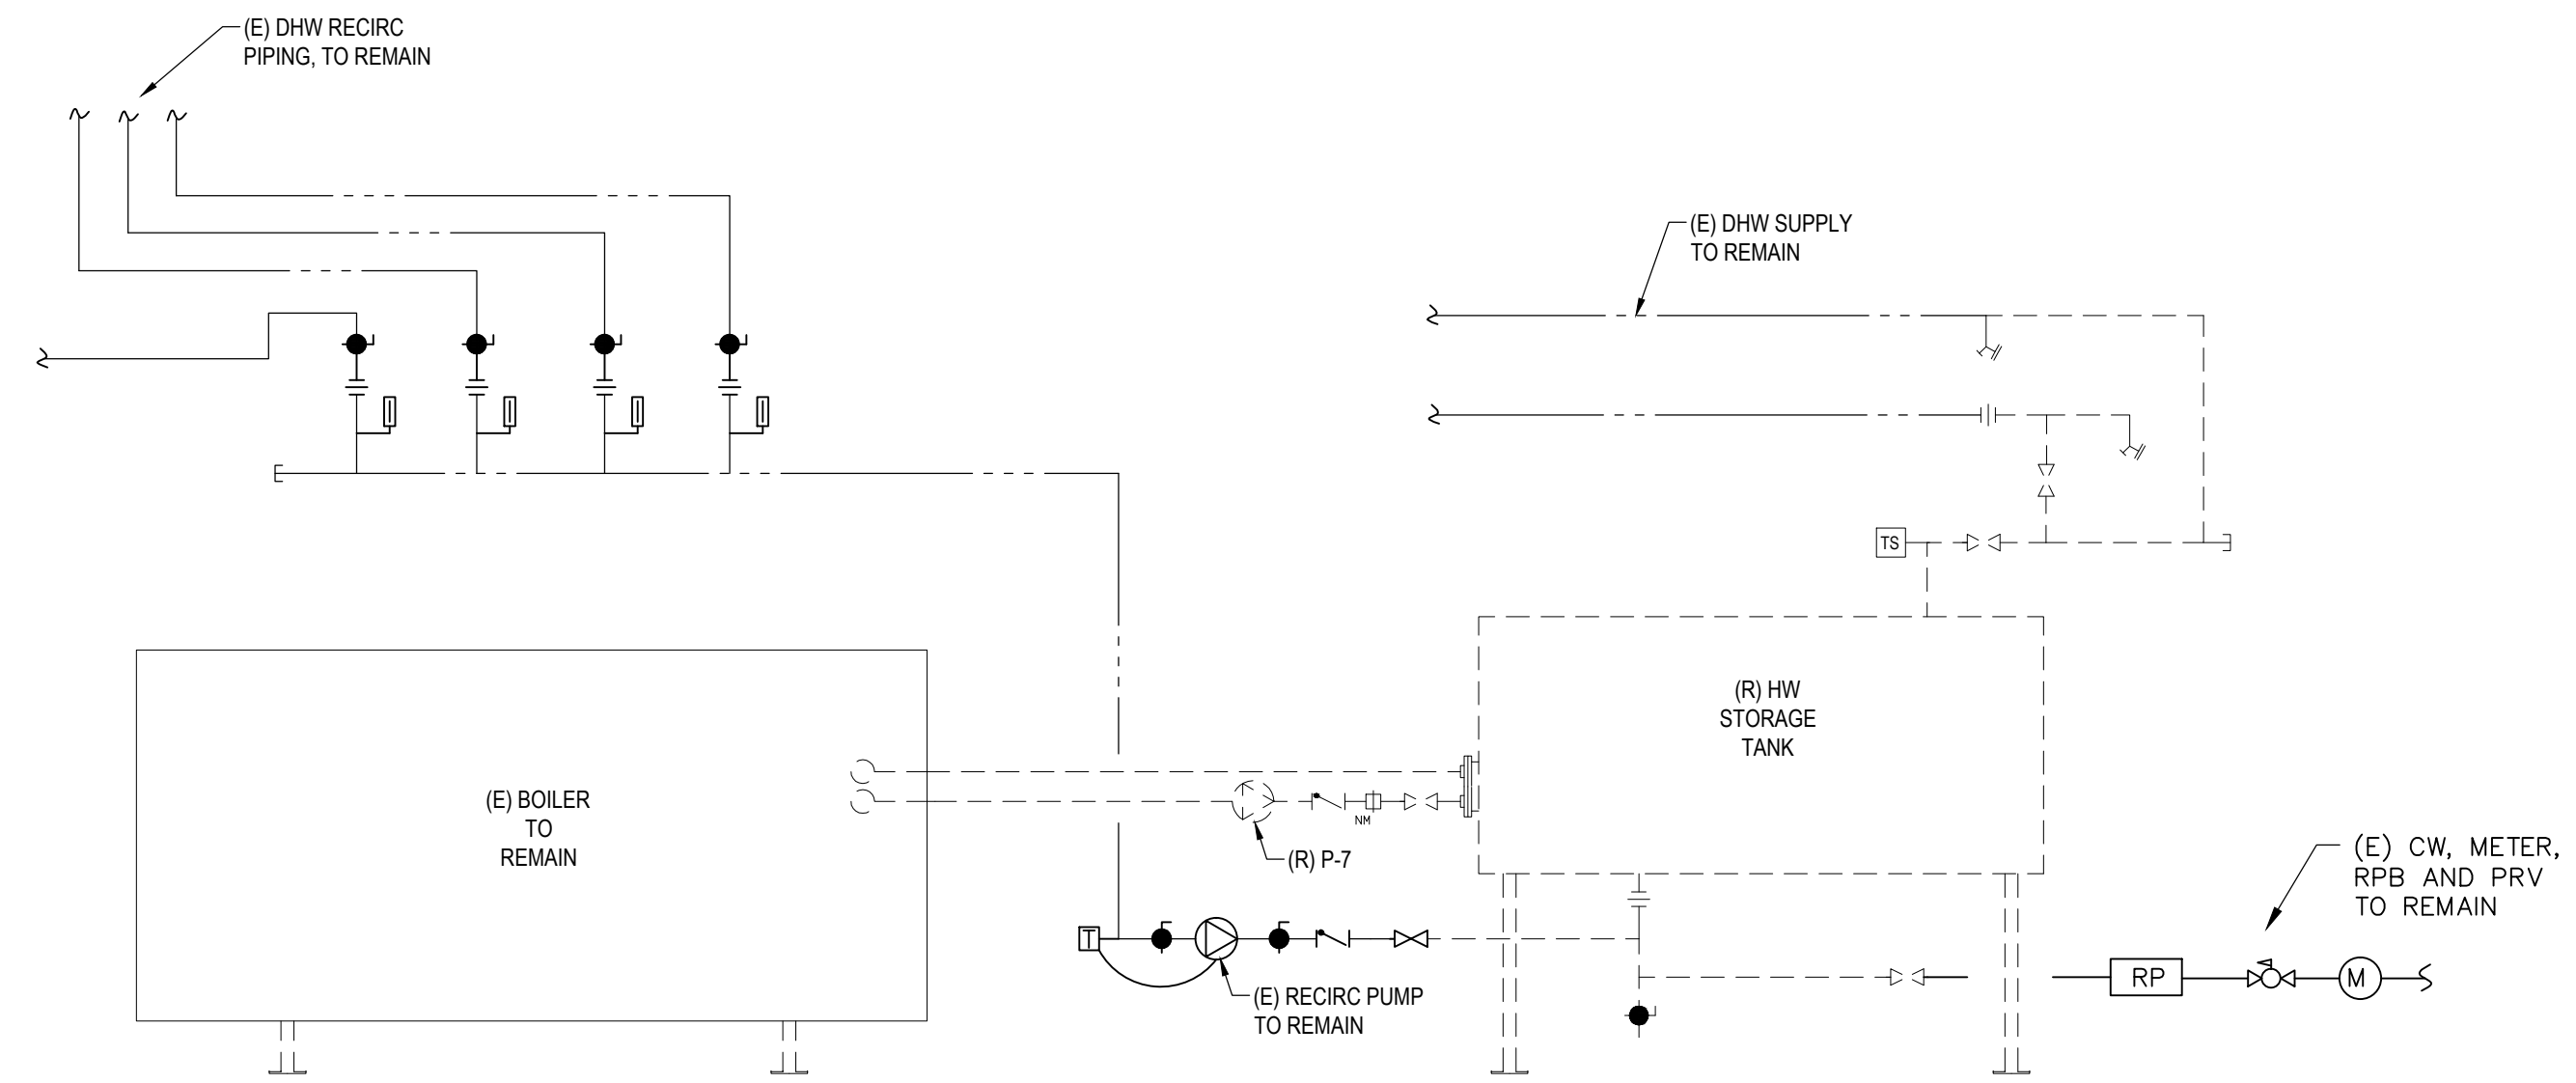 (E) DHW RECIRC
PIPING, TO REMAIN
(E) DHW SUPPLY
TO REMAIN
TS
(R) HW
STORAGE
TANK
(E) BOILER
TO
REMAIN
NM
(R) P-7
(E) CW, METER,
RPB AND PRV
TO REMAIN
T
RP
M
(E) RECIRC PUMP
TO REMAIN